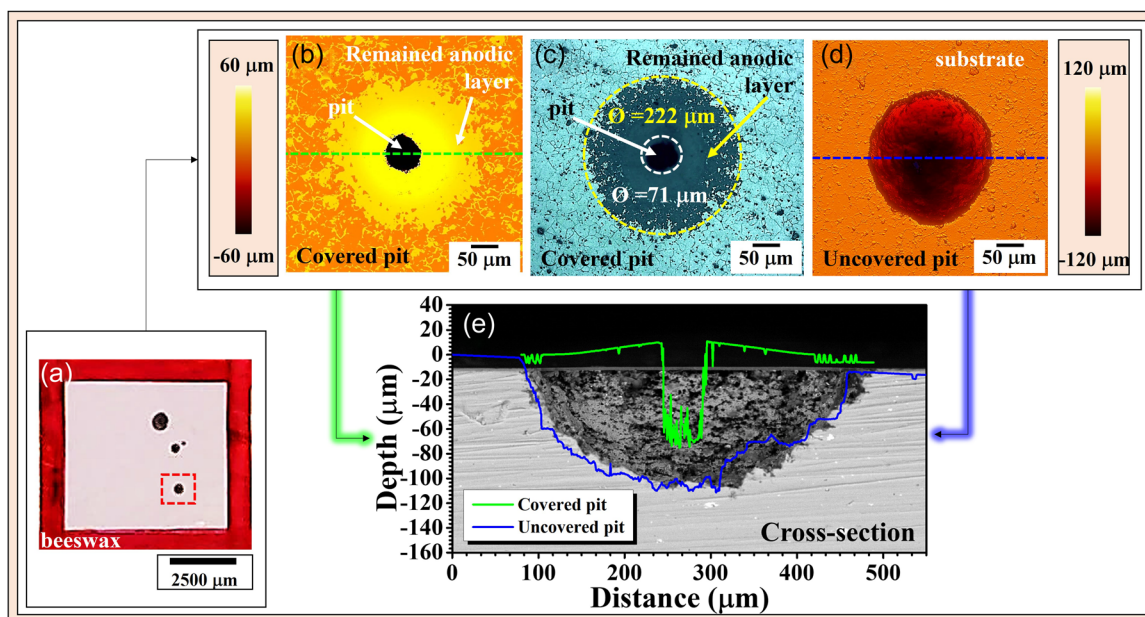 60 μm
-60 μm
(b)
Remained anodic
layer
pit
Covered pit
50 μm
(c)
Remained anodic
layer
Ø =222 μm
pit
Ø =71 μm
Covered pit
50 μm
(d)
substrate
Uncovered pit
50 μm
120 μm
-120 μm
(a)
beeswax
2500 μm
(e)
Depth (μm)
40
20
0
-20
-40
-60
-80
-100
-120
-140
-160
Covered pit
Uncovered pit
Cross-section
0 100 200 300 400 500
Distance (μm)